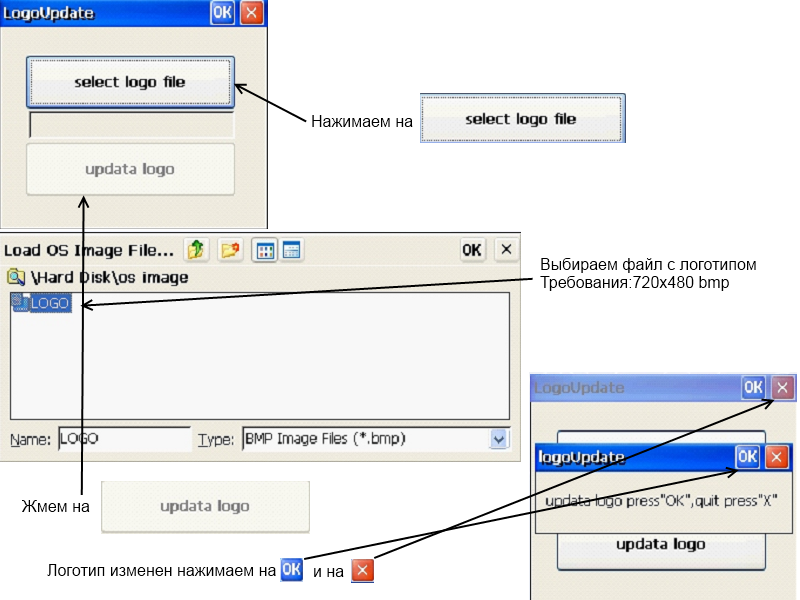 LogoUpdate OK
select logo file
Нажимаем на select logo file
updata logo
Load OS Image File... OK
\Hard Disk\os image
LOGO
Выбираем файл с логотипом
Требования:720x480 bmp
Name: LOGO Type: BMP Image Files (*.bmp)
LogoUpdate OK
logoUpdate OK
updata logo press"OK",quit press"X"
updata logo
Жмем на updata logo
Логотип изменен нажимаем на OK и на